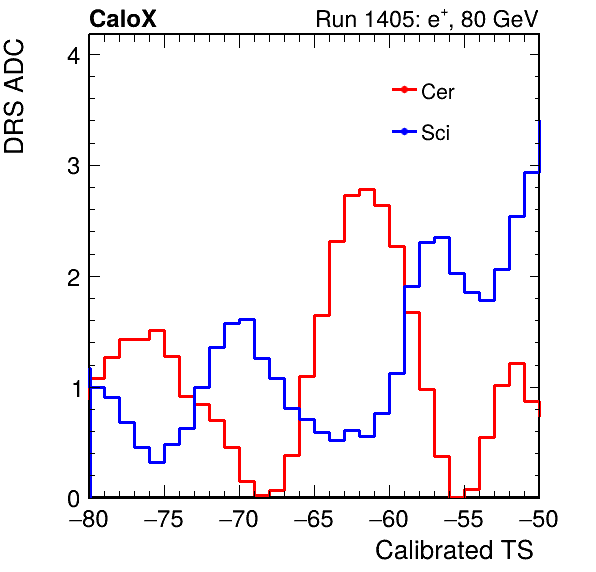 CaloX Run 1405: e⁺, 80 GeV
DRS ADC
4
3
2
1
0
Cer
Sci
−80 −75 −70 −65 −60 −55 −50
Calibrated TS